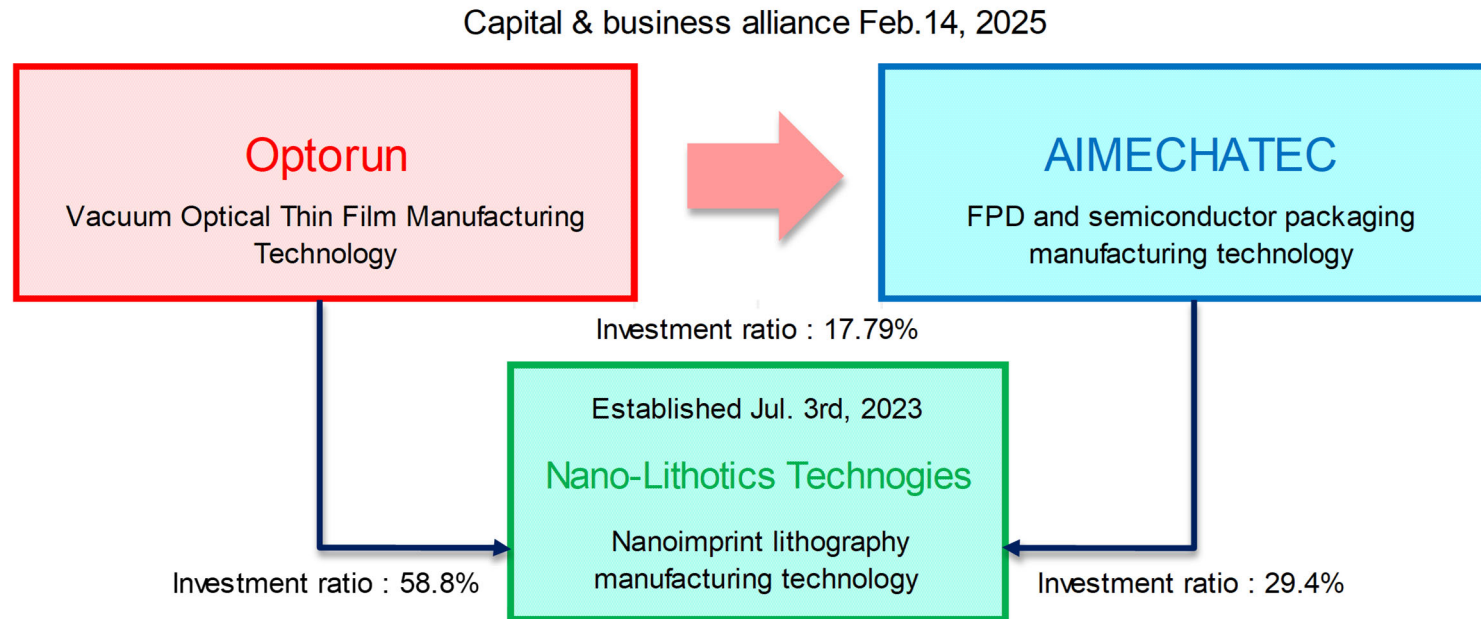 Capital & business alliance Feb.14, 2025
Optorun
Vacuum Optical Thin Film Manufacturing
Technology
AIMECHATEC
FPD and semiconductor packaging
manufacturing technology
Investment ratio : 17.79%
Established Jul. 3rd, 2023
Nano-Lithotics Technogies
Nanoimprint lithography
manufacturing technology
Investment ratio : 58.8%
Investment ratio : 29.4%